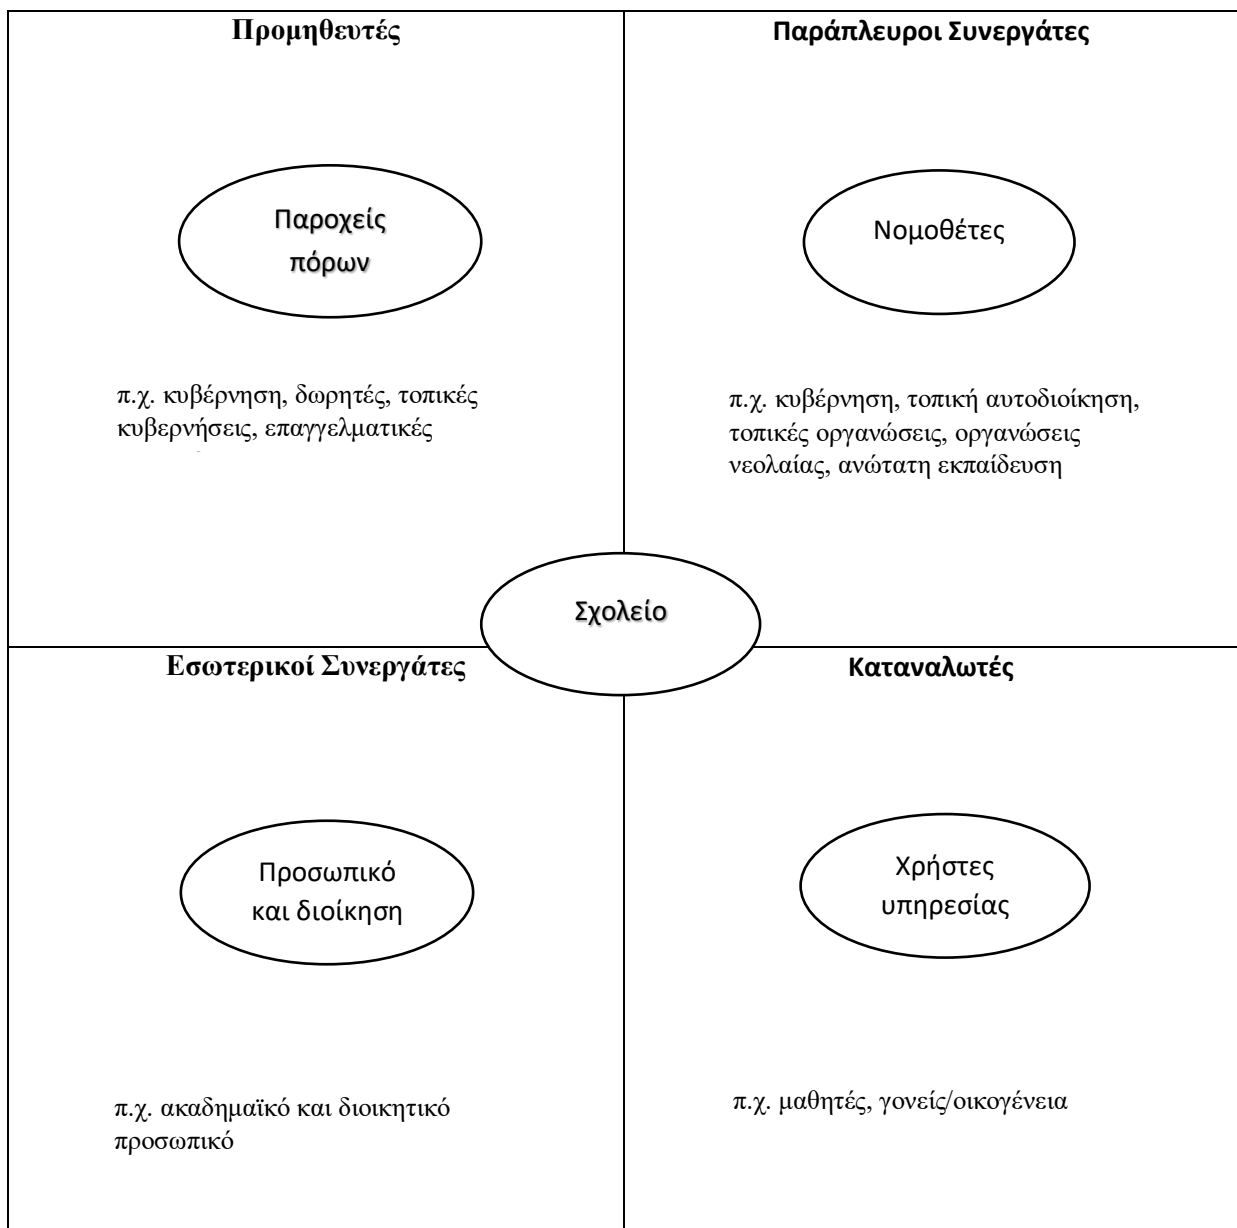 Προμηθευτές
Παροχείς
πόρων
π.χ. κυβέρνηση, δωρητές, τοπικές
κυβερνήσεις, επαγγελματικές
Παράπλευροι Συνεργάτες
Νομοθέτες
π.χ. κυβέρνηση, τοπική αυτοδιοίκηση,
τοπικές οργανώσεις, οργανώσεις
νεολαίας, ανώτατη εκπαίδευση
Σχολείο
Εσωτερικοί Συνεργάτες
Προσωπικό
και διοίκηση
π.χ. ακαδημαϊκό και διοικητικό
προσωπικό
Καταναλωτές
Χρήστες
υπηρεσίας
π.χ. μαθητές, γονείς/οικογένεια